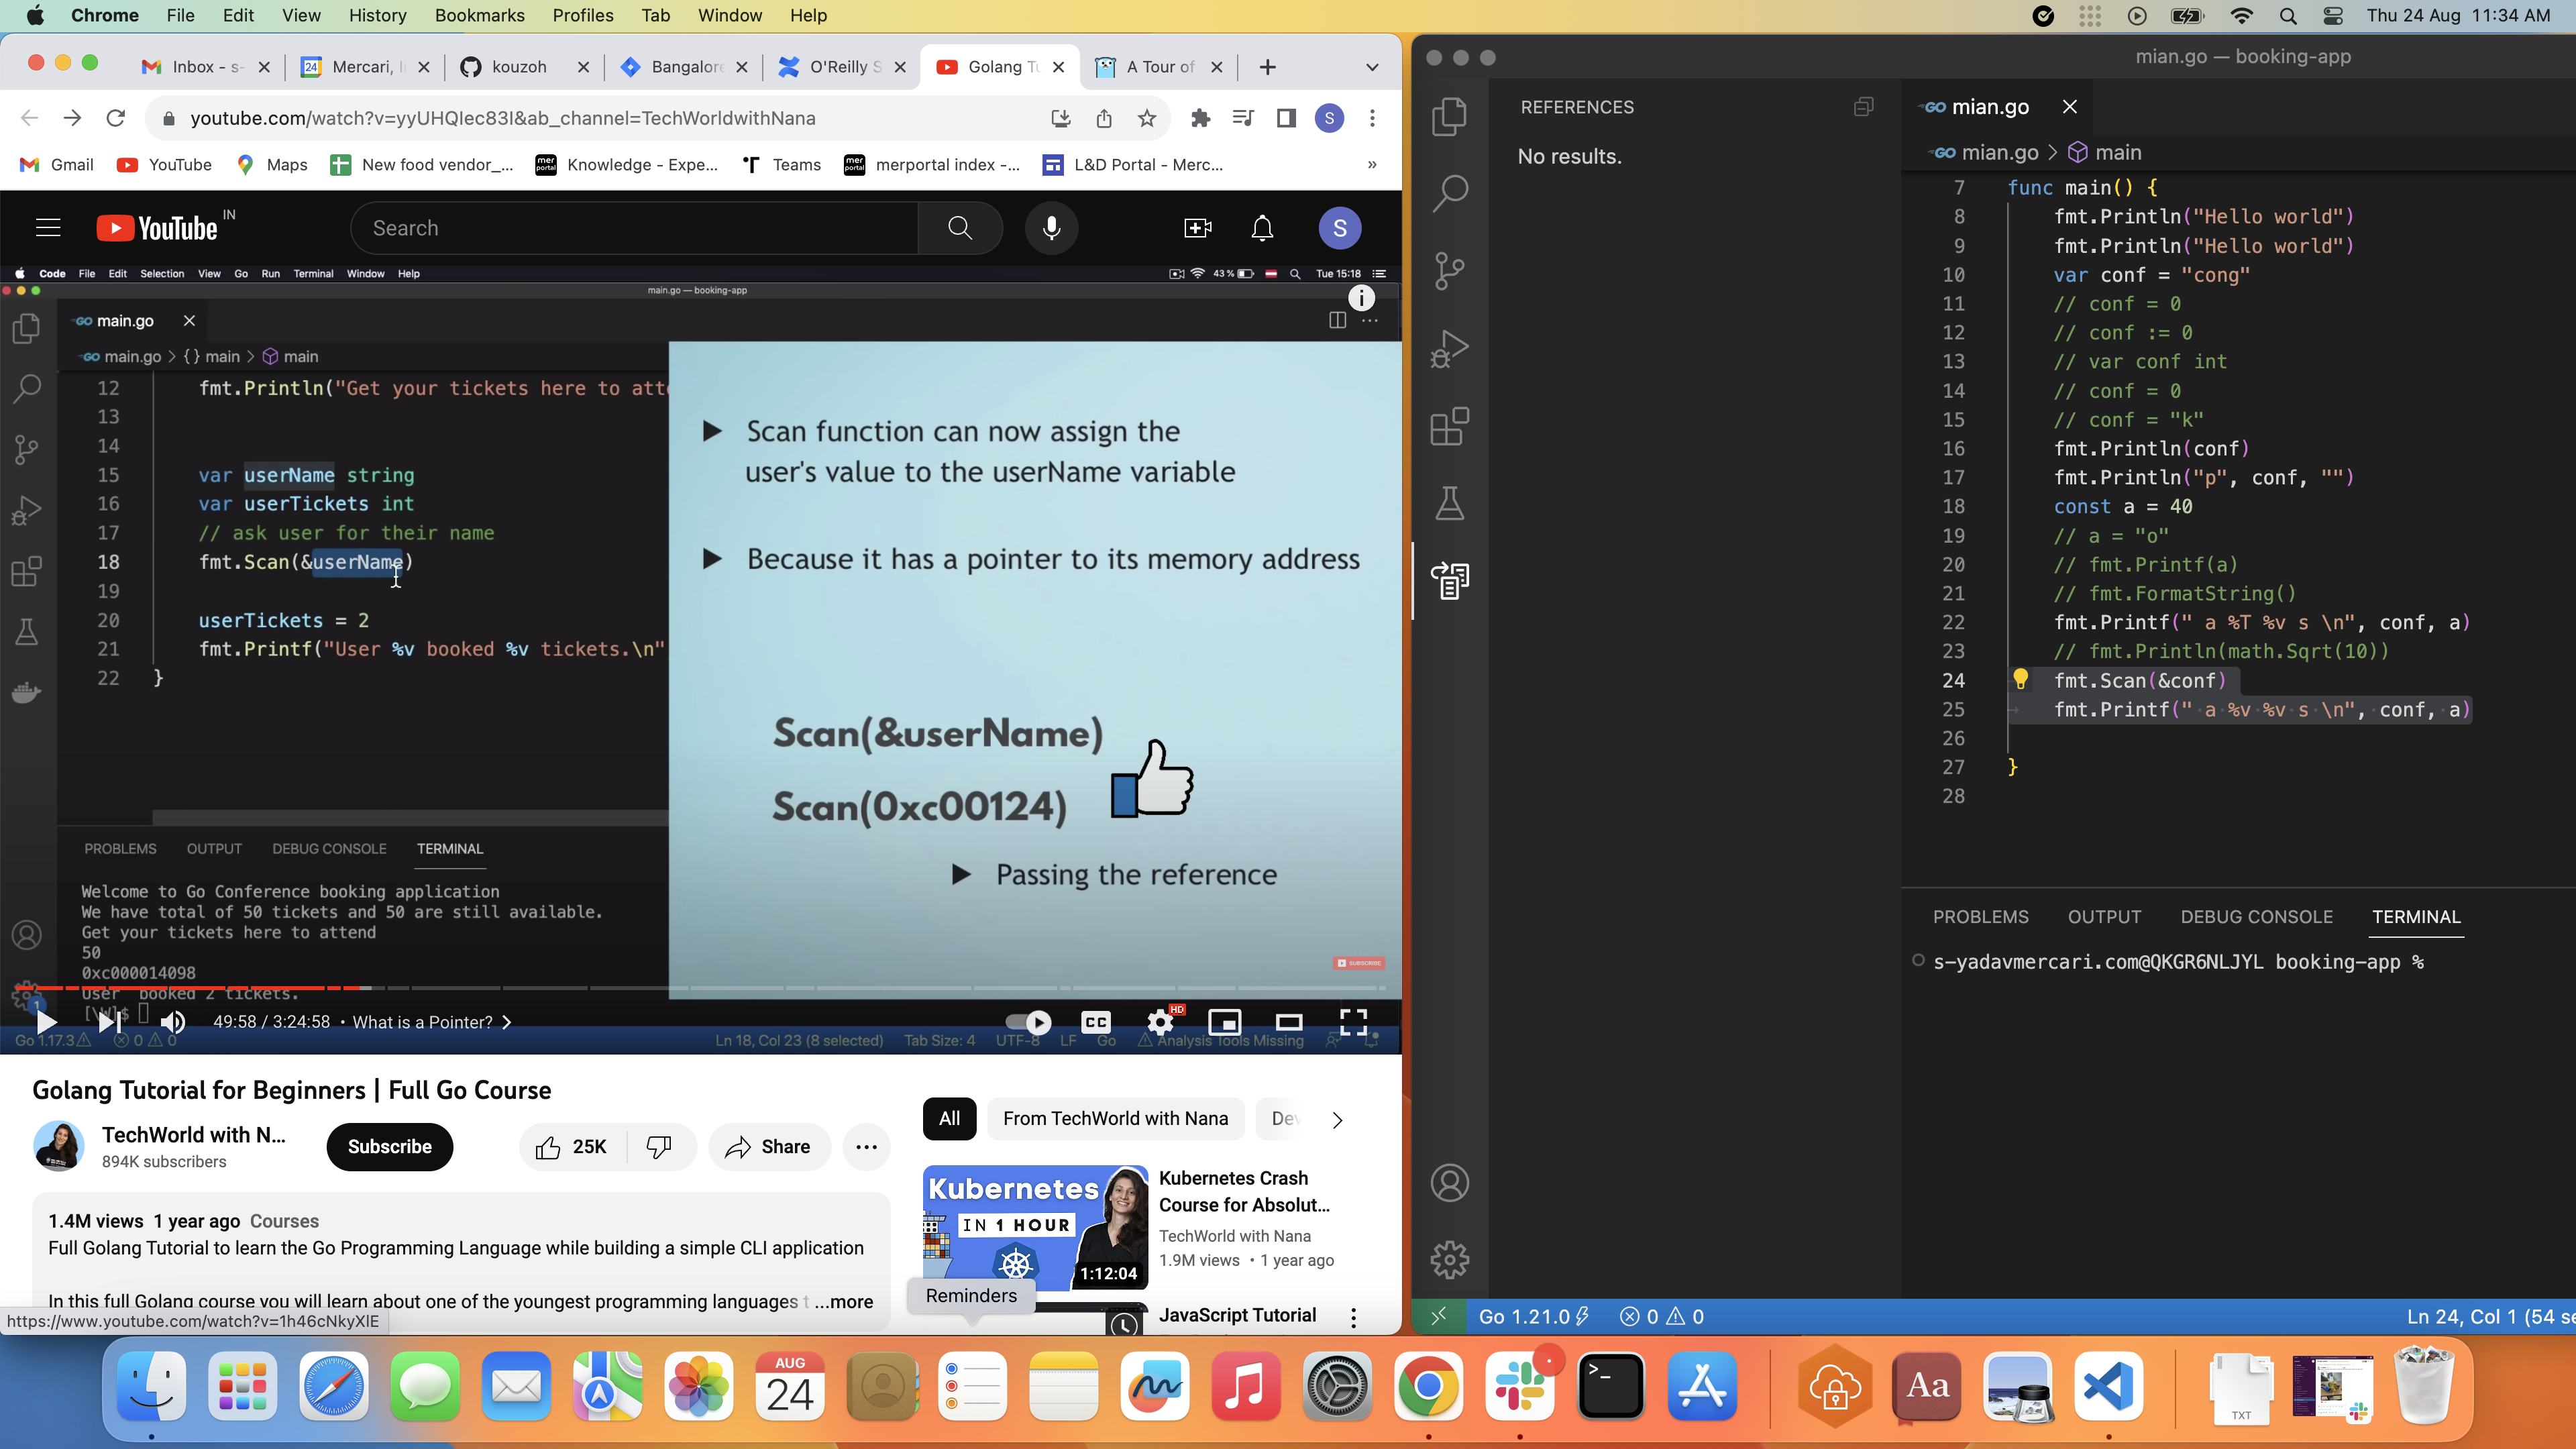 Chrome File Edit View History Bookmarks Profiles Tab Window Help
Thu 24 Aug 11:34 AM
Inbox - s-
24 Mercari, I
kouzoh
Bangalore
O'Reilly S
Golang Tu
A Tour of
youtube.com/watch?v=yyUHQIec83I&ab_channel=TechWorldwithNana
S
Gmail
YouTube
Maps
New food vendor_...
mer portal Knowledge - Expe...
Teams
mer portal merportal index -...
L&D Portal - Merc...
»
YouTube IN
Search
S
Code File Edit Selection View Go Run Terminal Window Help
43% Tue 15:18
main.go — booking-app
GO main.go
GO main.go > {} main > main
12 fmt.Println("Get your tickets here to atte
13
14
15 var userName string
16 var userTickets int
17 // ask user for their name
18 fmt.Scan(&userName)
19
20 userTickets = 2
21 fmt.Printf("User %v booked %v tickets.\n"
22 }
Scan function can now assign the
user's value to the userName variable
Because it has a pointer to its memory address
Scan(&userName)
Scan(0xc00124)
Passing the reference
SUBSCRIBE
PROBLEMS OUTPUT DEBUG CONSOLE TERMINAL
Welcome to Go Conference booking application
We have total of 50 tickets and 50 are still available.
Get your tickets here to attend
50
0xc000014098
User booked 2 tickets.
[\W]$
1
49:58 / 3:24:58 • What is a Pointer? >
CC
HD
Go 1.17.3 0 0
Ln 18, Col 23 (8 selected) Tab Size: 4 UTF-8 LF Go Analysis Tools Missing
Golang Tutorial for Beginners | Full Go Course
TechWorld with N...
894K subscribers
Subscribe
25K
Share
...
1.4M views 1 year ago Courses
Full Golang Tutorial to learn the Go Programming Language while building a simple CLI application
In this full Golang course you will learn about one of the youngest programming languages t ...more
https://www.youtube.com/watch?v=1h46cNkyXIE
All
From TechWorld with Nana
Dev
Kubernetes
IN 1 HOUR
1:12:04
Kubernetes Crash
Course for Absolut...
TechWorld with Nana
1.9M views • 1 year ago
JavaScript Tutorial
Reminders
mian.go — booking-app
REFERENCES
No results.
GO mian.go
GO mian.go > main
7 func main() {
8 fmt.Println("Hello world")
9 fmt.Println("Hello world")
10 var conf = "cong"
11 // conf = 0
12 // conf := 0
13 // var conf int
14 // conf = 0
15 // conf = "k"
16 fmt.Println(conf)
17 fmt.Println("p", conf, "")
18 const a = 40
19 // a = "o"
20 // fmt.Printf(a)
21 // fmt.FormatString()
22 fmt.Printf(" a %T %v s \n", conf, a)
23 // fmt.Println(math.Sqrt(10))
24 fmt.Scan(&conf)
25 fmt.Printf(" a %v %v s \n", conf, a)
26
27 }
28
PROBLEMS OUTPUT DEBUG CONSOLE TERMINAL
s-yadavmercari.com@QKGR6NLJYL booking-app %
Go 1.21.0 0 0
Ln 24, Col 1 (54 se
AUG
24
>_
Aa
TXT